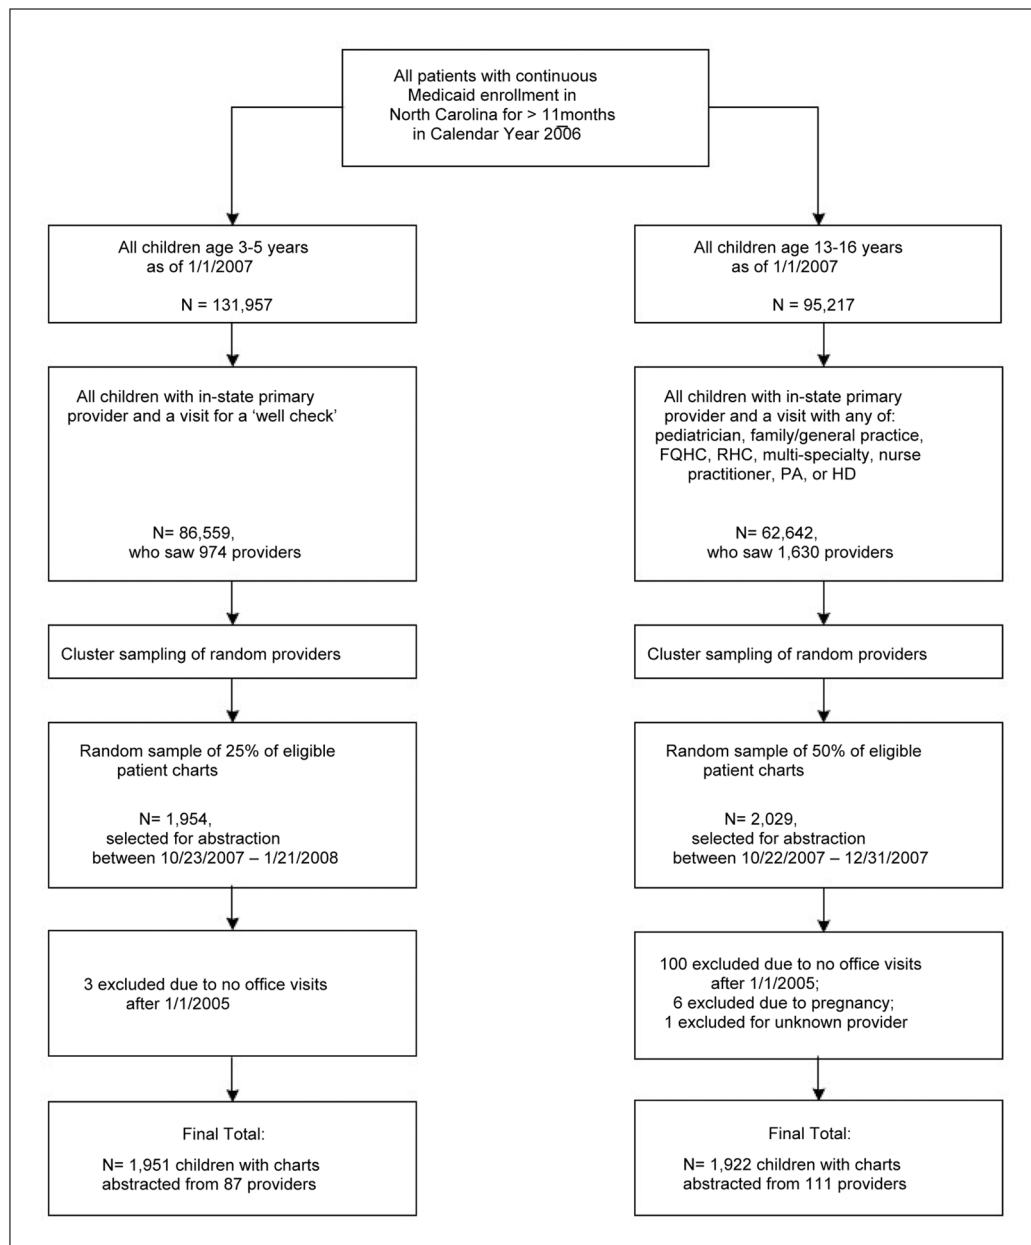 All patients with continuous
Medicaid enrollment in
North Carolina for > 11months
in Calendar Year 2006
All children age 3-5 years
as of 1/1/2007
N = 131,957
All children age 13-16 years
as of 1/1/2007
N = 95,217
All children with in-state primary
provider and a visit for a ‘well check’
N= 86,559,
who saw 974 providers
All children with in-state primary
provider and a visit with any of:
pediatrician, family/general practice,
FQHC, RHC, multi-specialty, nurse
practitioner, PA, or HD
N= 62,642,
who saw 1,630 providers
Cluster sampling of random providers
Cluster sampling of random providers
Random sample of 25% of eligible
patient charts
N= 1,954,
selected for abstraction
between 10/23/2007 – 1/21/2008
Random sample of 50% of eligible
patient charts
N= 2,029,
selected for abstraction
between 10/22/2007 – 12/31/2007
3 excluded due to no office visits
after 1/1/2005
100 excluded due to no office visits
after 1/1/2005;
6 excluded due to pregnancy;
1 excluded for unknown provider
Final Total:
N= 1,951 children with charts
abstracted from 87 providers
Final Total:
N= 1,922 children with charts
abstracted from 111 providers